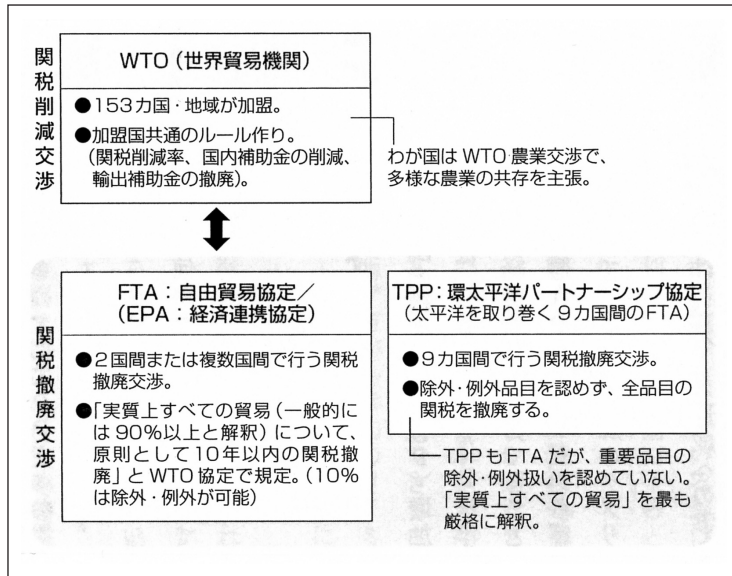 関税削減交渉
WTO（世界貿易機関）
●153カ国・地域が加盟。
●加盟国共通のルール作り。
（関税削減率、国内補助金の削減、
輸出補助金の撤廃）。
わが国は WTO 農業交渉で、
多様な農業の共存を主張。
関税撤廃交渉
FTA：自由貿易協定／
（EPA：経済連携協定）
●2国間または複数国間で行う関税
撤廃交渉。
●「実質上すべての貿易（一般的に
は 90％以上と解釈）について、
原則として10年以内の関税撤
廃」と WTO 協定で規定。（10％
は除外・例外が可能）
TPP：環太平洋パートナーシップ協定
（太平洋を取り巻く 9カ国間のFTA）
●9カ国間で行う関税撤廃交渉。
●除外・例外品目を認めず、全品目の
関税を撤廃する。
TPP も FTA だが、重要品目の
除外・例外扱いを認めていない。
「実質上すべての貿易」を最も
厳格に解釈。